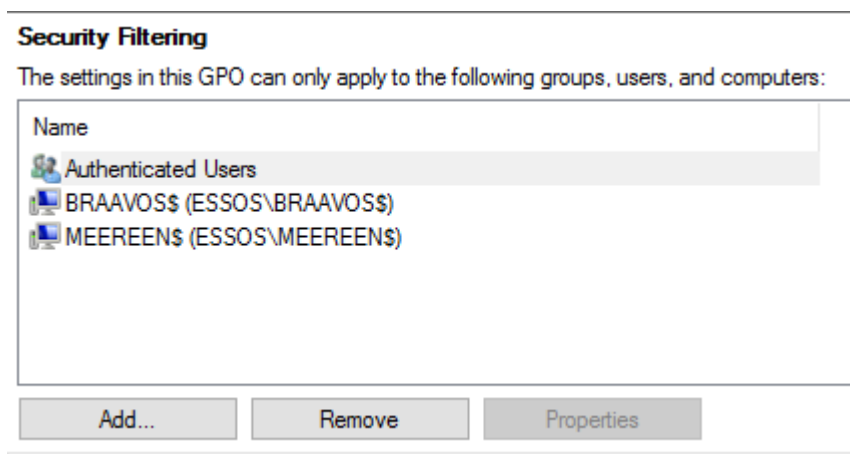 Security Filtering
The settings in this GPO can only apply to the following groups, users, and computers:
Name
Authenticated Users
BRAAVOS$ (ESSOS\BRAAVOS$)
MEEREEN$ (ESSOS\MEEREEN$)
Add... Remove Properties